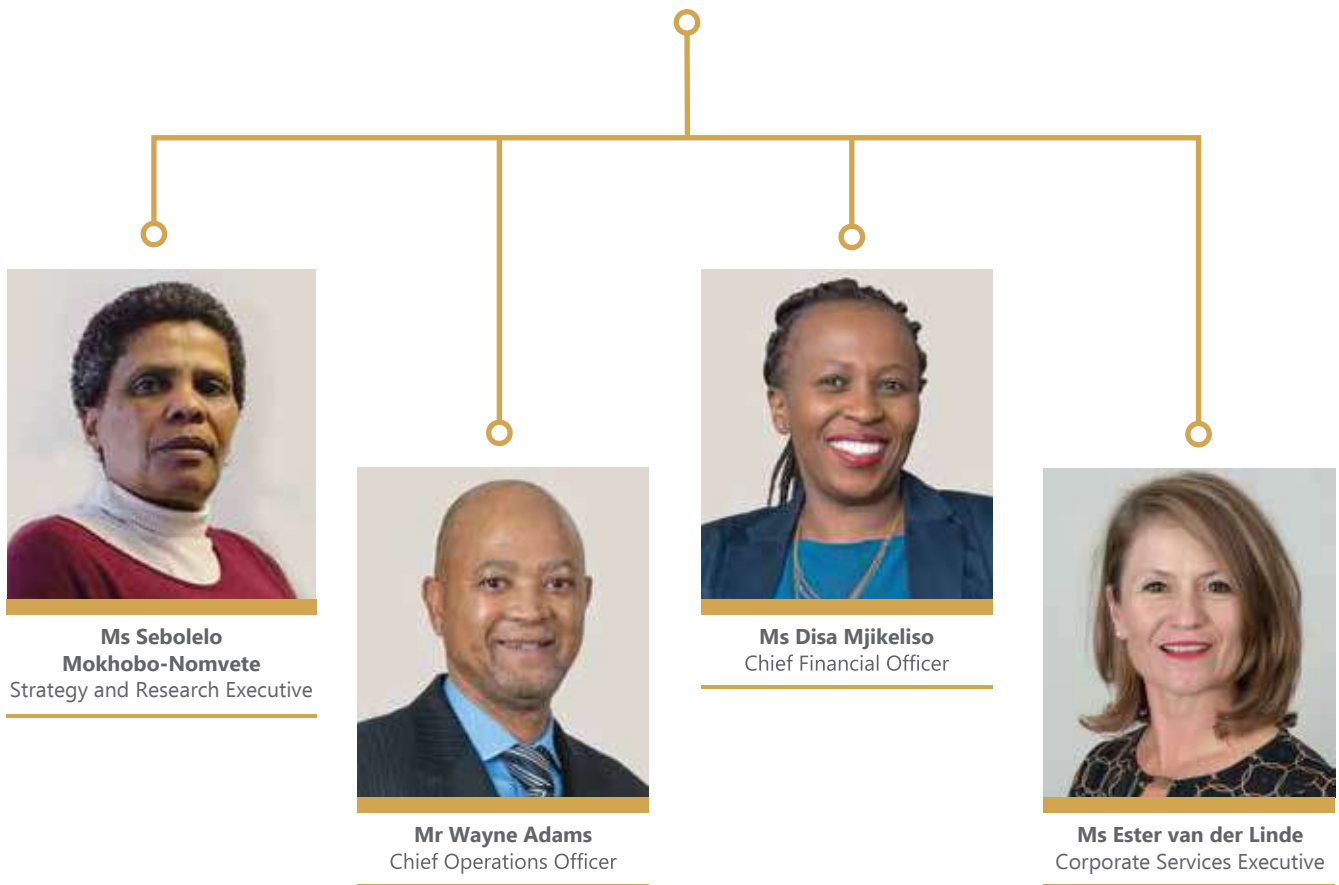 Ms Sebolelo
Mokhobo-Nomvete
Strategy and Research Executive
Mr Wayne Adams
Chief Operations Officer
Ms Disa Mjikeliso
Chief Financial Officer
Ms Ester van der Linde
Corporate Services Executive